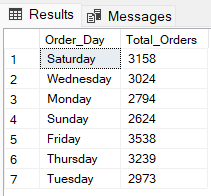 Results Messages
Order_Day Total_Orders
1 Saturday 3158
2 Wednesday 3024
3 Monday 2794
4 Sunday 2624
5 Friday 3538
6 Thursday 3239
7 Tuesday 2973